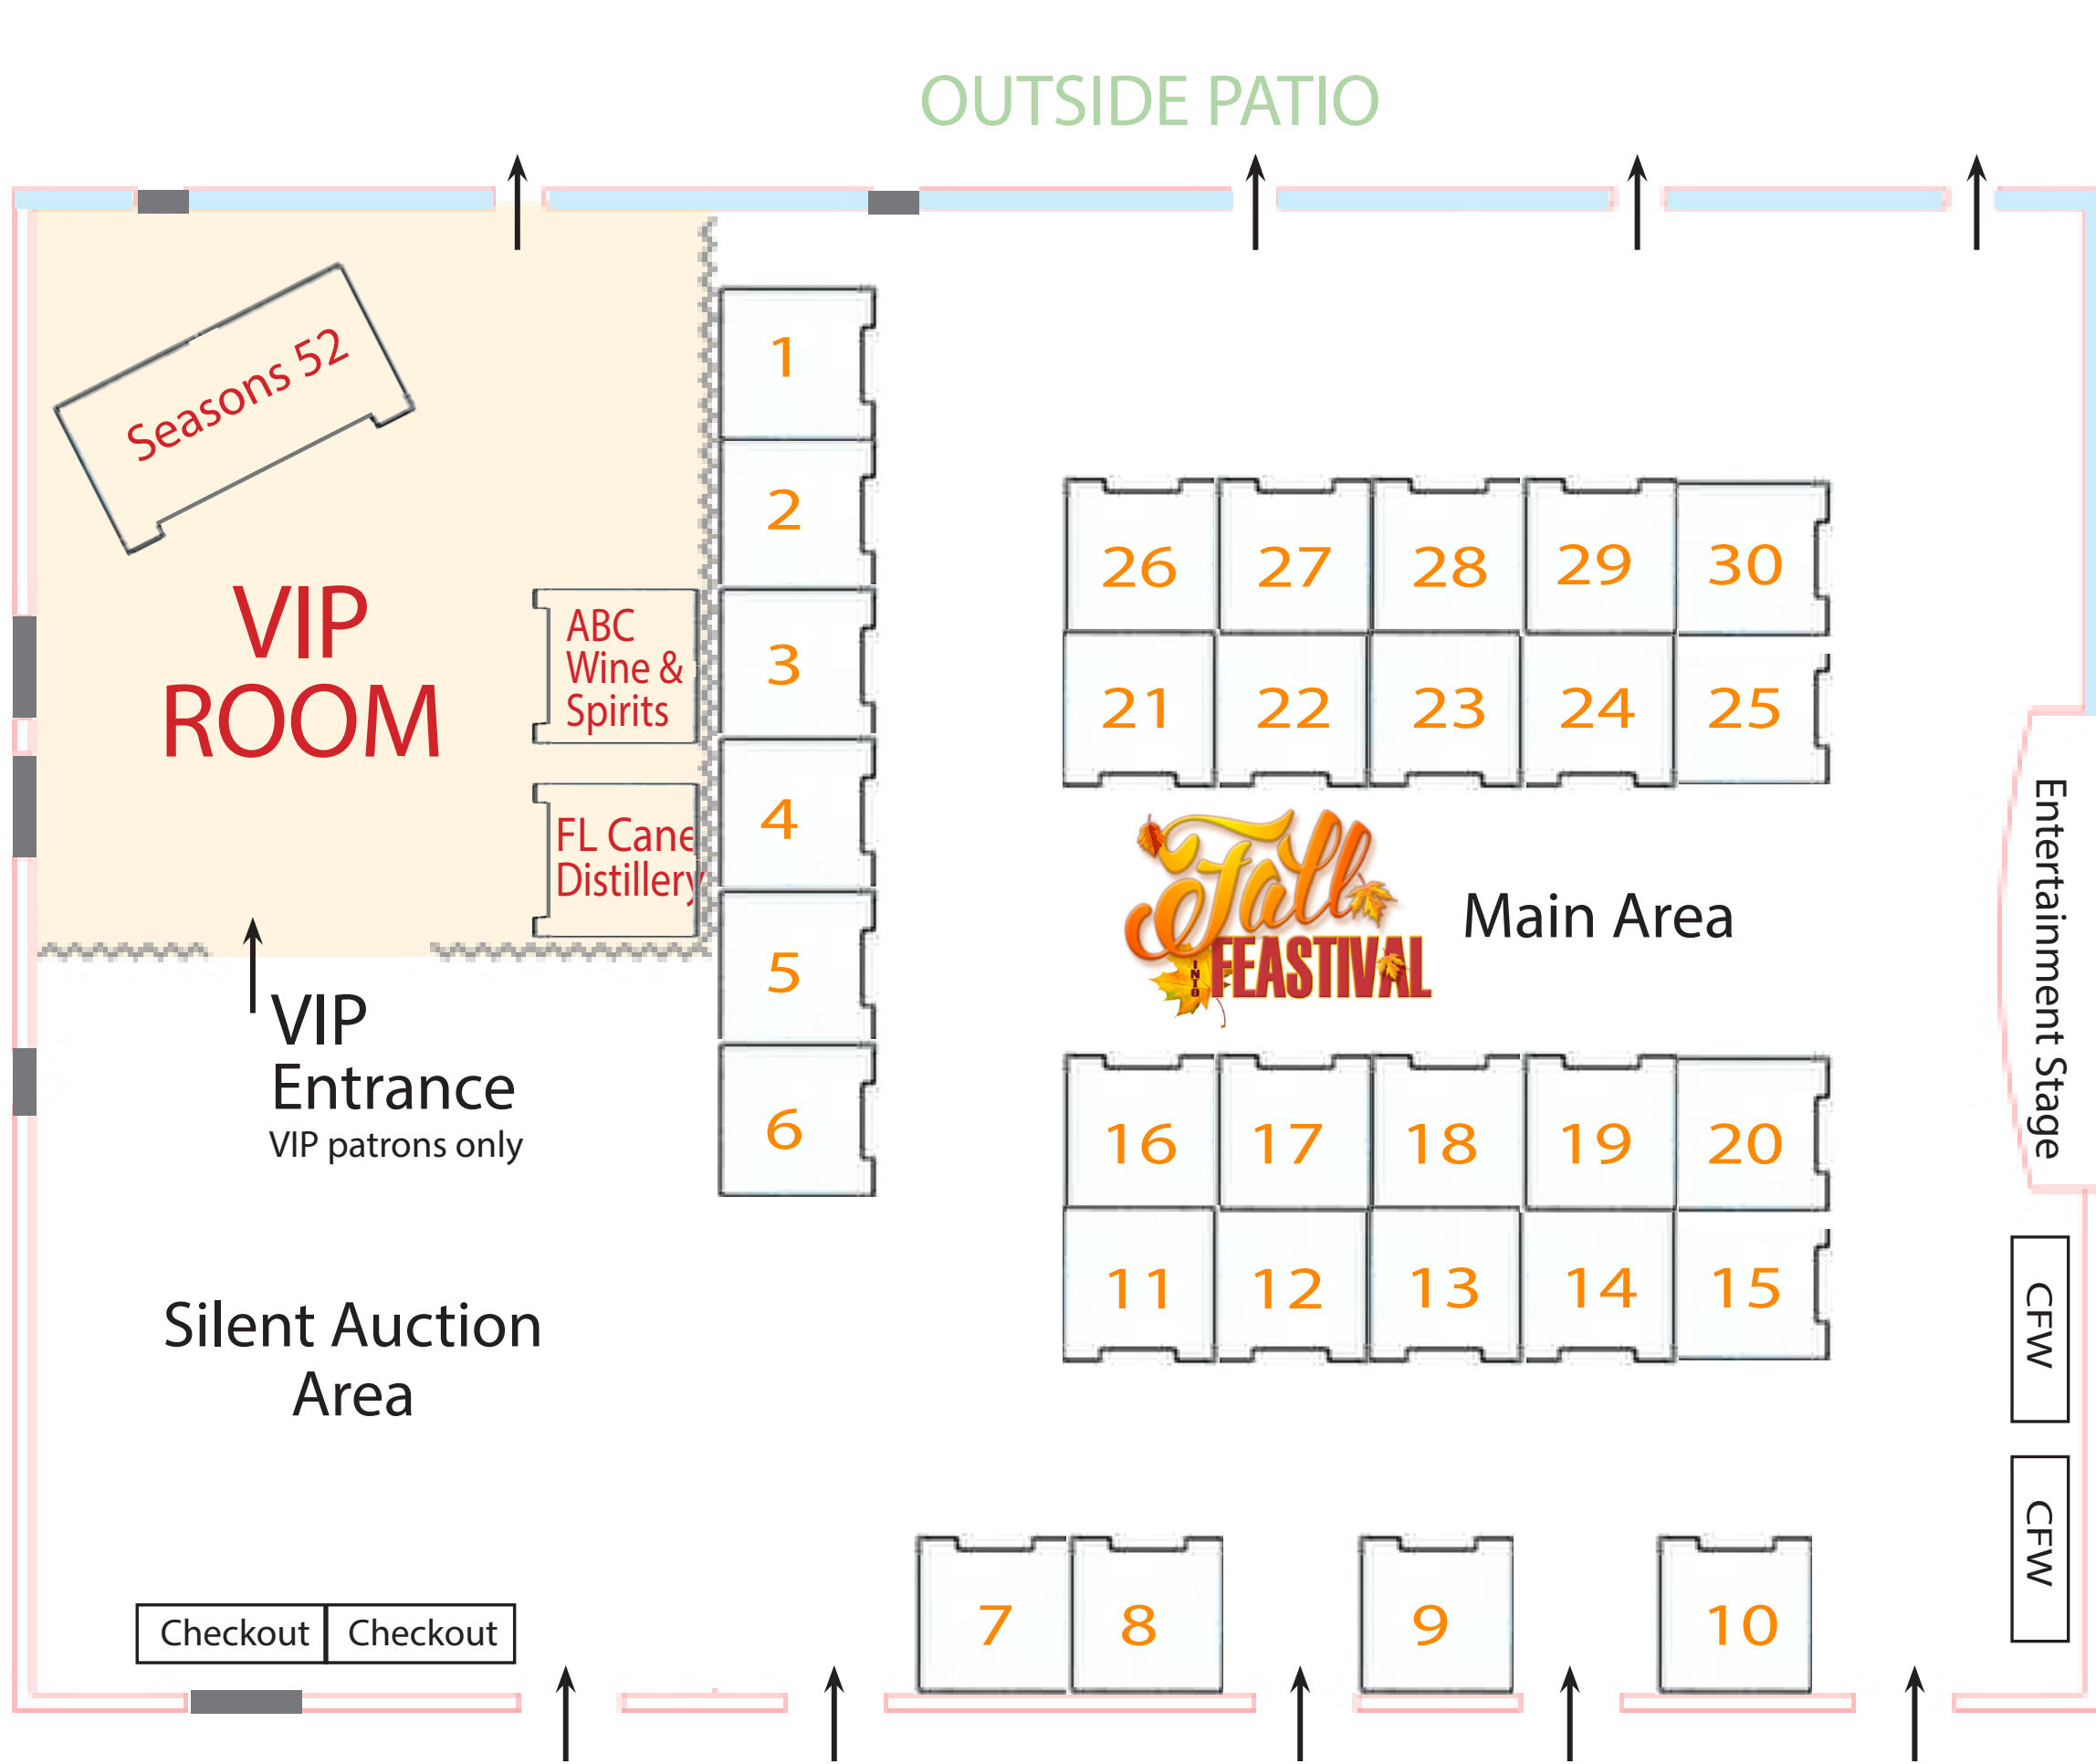 OUTSIDE PATIO
Seasons 52
VIP
ROOM
ABC
Wine &
Spirits
FL Cane
Distillery
VIP
Entrance
VIP patrons only
Silent Auction
Area
Checkout Checkout
1
2
3
4
5
6
26 27 28 29 30
21 22 23 24 25
Fall
INTO
FEASTIVAL
Main Area
16 17 18 19 20
11 12 13 14 15
7 8 9 10
Entertainment Stage
CFW
CFW